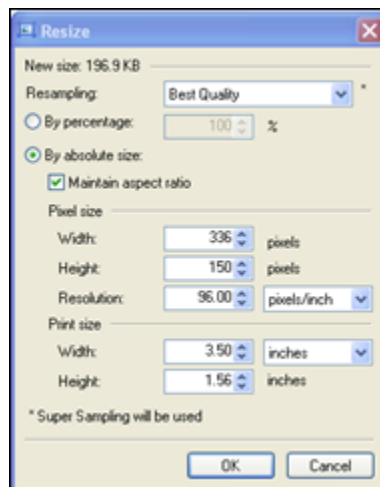 Resize
New size: 196.9 KB
Resampling: Best Quality *
By percentage: 100 %
By absolute size:
Maintain aspect ratio
Pixel size
Width: 336 pixels
Height: 150 pixels
Resolution: 96.00 pixels/inch
Print size
Width: 3.50 inches
Height: 1.56 inches
* Super Sampling will be used
OK Cancel